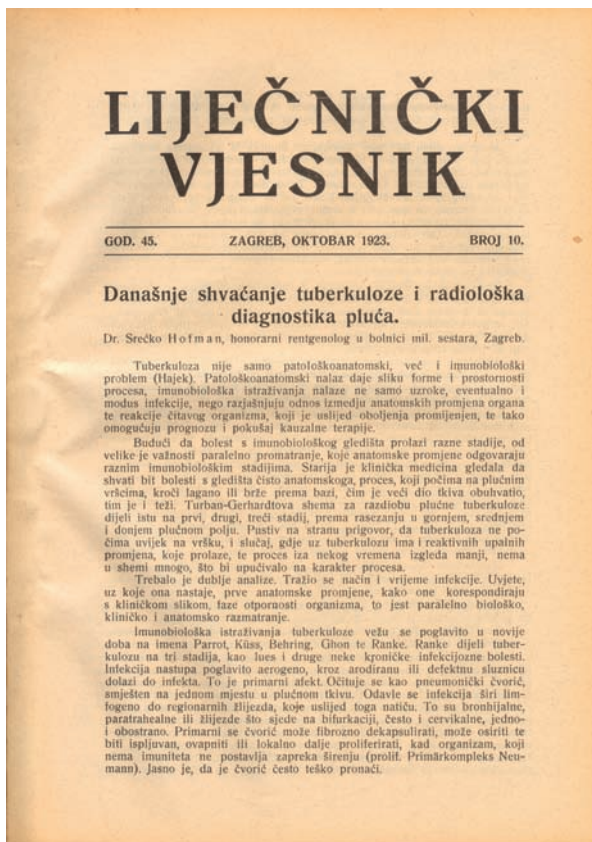 LIJEČNIČKI
VJESNIK
GOD. 45. ZAGREB, OKTOBAR 1923. BROJ 10.
Današnje shvaćanje tuberkuloze i radiološka
diagnostika pluća.
Dr. Srećko Hofman, honorarni rentgenolog u bolnici mil. sestara, Zagreb.
Tuberkuloza nije samo patološkoanatomski, već i imunobiološki
problem (Hajek). Patološkoanatomski nalaz daje sliku forme i prostornosti
procesa, imunobiološka istraživanja nalaze ne samo uzroke, eventualno i
modus infekcije, nego razjašnjuju odnos izmedju anatomskih promjena organa
te reakcije čitavog organizma, koji je uslijed oboljenja promijenjen, te tako
omogućuju prognozu i pokušaj kauzalne terapije.
Budući da bolest s imunobiološkog gledišta prolazi razne stadije, od
velike je važnosti paralelno promatranje, koje anatomske promjene odgovaraju
raznim imunobiološkim stadijima. Starija je klinička medicina gledala da
shvati bit bolesti s gledišta čisto anatomskoga, proces, koji počima na plućnim
vršcima, kroči lagano ili brže prema bazi, čim je veći dio tkiva obuhvatio,
tim je i teži. Turban-Gerhardtova shema za razdiobu plućne tuberkuloze
dijeli istu na prvi, drugi, treći stadij, prema rasezanju u gornjem, srednjem
i donjem plućnom polju. Pustiv na stranu prigovor, da tuberkuloza ne po-
čima uvijek na vršku, i slučaj, gdje uz tuberkulozu ima i reaktivnih upalnih
promjena, koje prolaze, te proces iza nekog vremena izgleda manji, nema
u shemi mnogo, što bi upućivalo na karakter procesa.
Trebalo je dublje analize. Tražio se način i vrijeme infekcije. Uvjete,
uz koje ona nastaje, prve anatomske promjene, kako one korespondiraju
s kliničkom slikom, faze otpornosti organizma, to jest paralelno biološko,
kliničko i anatomsko razmatranje.
Imunobiološka istraživanja tuberkuloze vežu se poglavito u novije
doba na imena Parrot, Küss, Behring, Ghon te Ranke. Ranke dijeli tuber-
kulozu na tri stadija, kao lues i druge neke kroničke infekcijozne bolesti.
Infekcija nastupa poglavito aerogeno, kroz arodiranu ili defektnu sluznicu
dolazi do infekta. To je primarni afekt. Očituje se kao pneumonički čvorić,
smješten na jednom mjestu u plućnom tkivu. Odavle se infekcija širi lim-
fogeno do regionarnih žlijezda, koje uslijed toga natiču. To su bronhijalne,
paratrahealne ili žlijezde što sjede na bifurkaciji, često i cervikalne, jedno-
i obostrano. Primarni se čvorić može fibrozno dekapsulirati, može osiriti te
biti ispljuvan, ovapniti ili lokalno dalje proliferirati, kad organizam, koji
nema imuniteta ne postavlja zapreka širenju (prolif. Primärkompleks Neu-
mann). Jasno je, da je čvorić često teško pronaći.